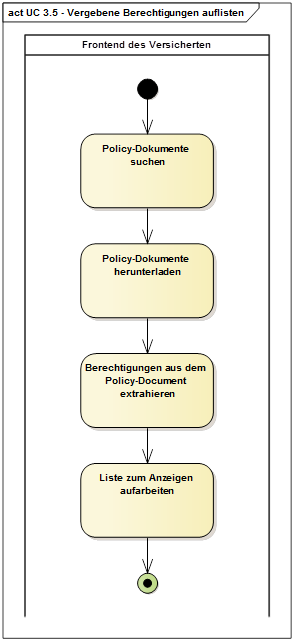 act UC 3.5 - Vergebene Berechtigungen auflisten
Frontend des Versicherten
Policy-Dokumente
suchen
Policy-Dokumente
herunterladen
Berechtigungen aus dem
Policy-Document
extrahieren
Liste zum Anzeigen
aufarbeiten